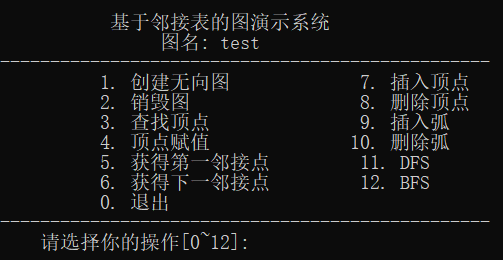 基于邻接表的图演示系统
图名: test
1. 创建无向图 7. 插入顶点
2. 销毁图 8. 删除顶点
3. 查找顶点 9. 插入弧
4. 顶点赋值 10. 删除弧
5. 获得第一邻接点 11. DFS
6. 获得下一邻接点 12. BFS
0. 退出
请选择你的操作[0~12]: